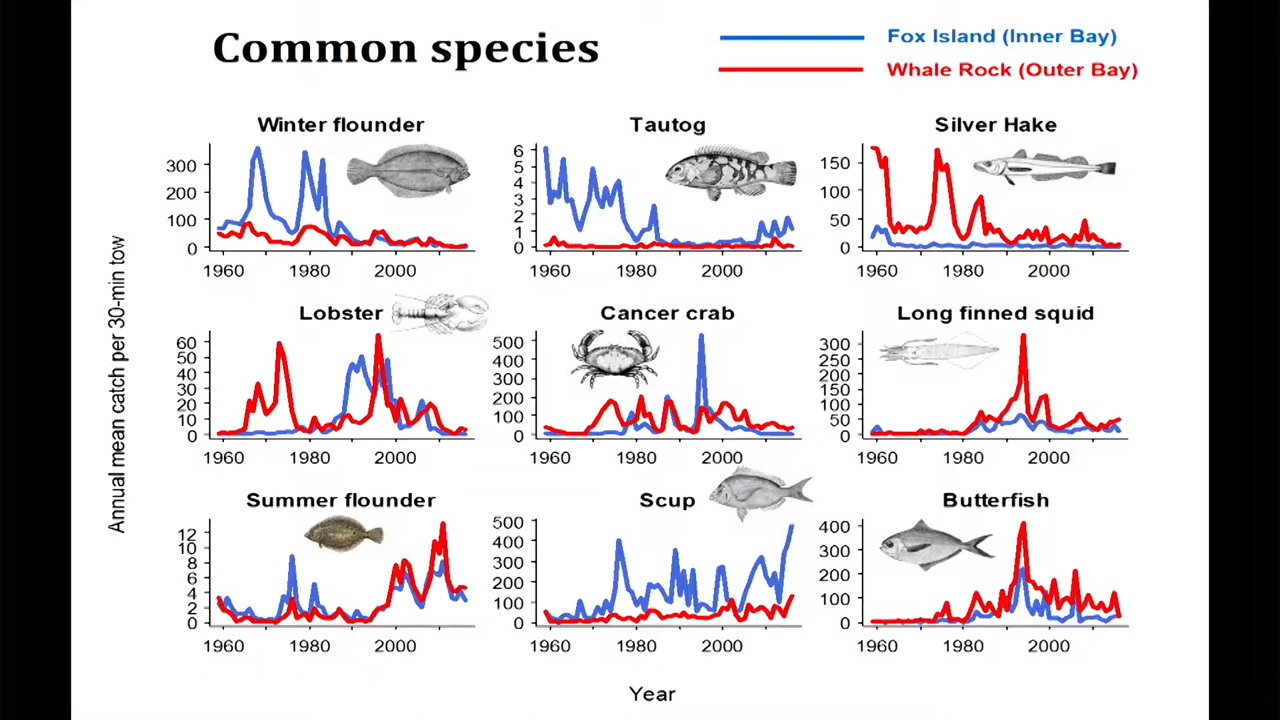 Common species
Fox Island (Inner Bay)
Whale Rock (Outer Bay)
Annual mean catch per 30-min tow
Winter flounder
300
200
100
0
1960 1980 2000
Tautog
6
5
4
3
2
1
0
1960 1980 2000
Silver Hake
150
100
50
0
1960 1980 2000
Lobster
60
50
40
30
20
10
0
1960 1980 2000
Cancer crab
500
400
300
200
100
0
1960 1980 2000
Long finned squid
300
250
200
150
100
50
0
1960 1980 2000
Summer flounder
12
10
8
6
4
2
0
1960 1980 2000
Scup
500
400
300
200
100
0
1960 1980 2000
Butterfish
400
300
200
100
0
1960 1980 2000
Year